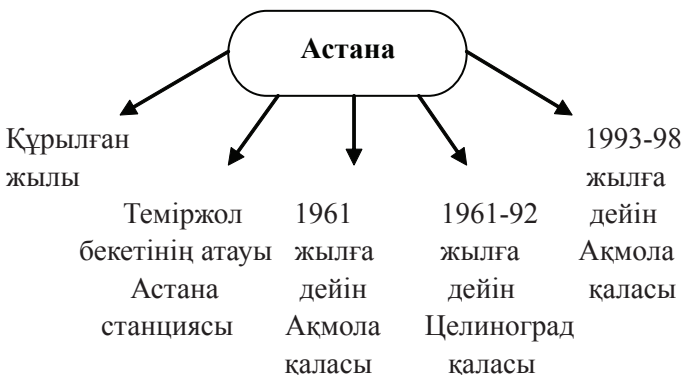 Астана
Құрылған
жылы
Теміржол
бекетінің атауы
Астана
станциясы
1961
жылға
дейін
Ақмола
қаласы
1961-92
жылға
дейін
Целиноград
қаласы
1993-98
жылға
дейін
Ақмола
қаласы